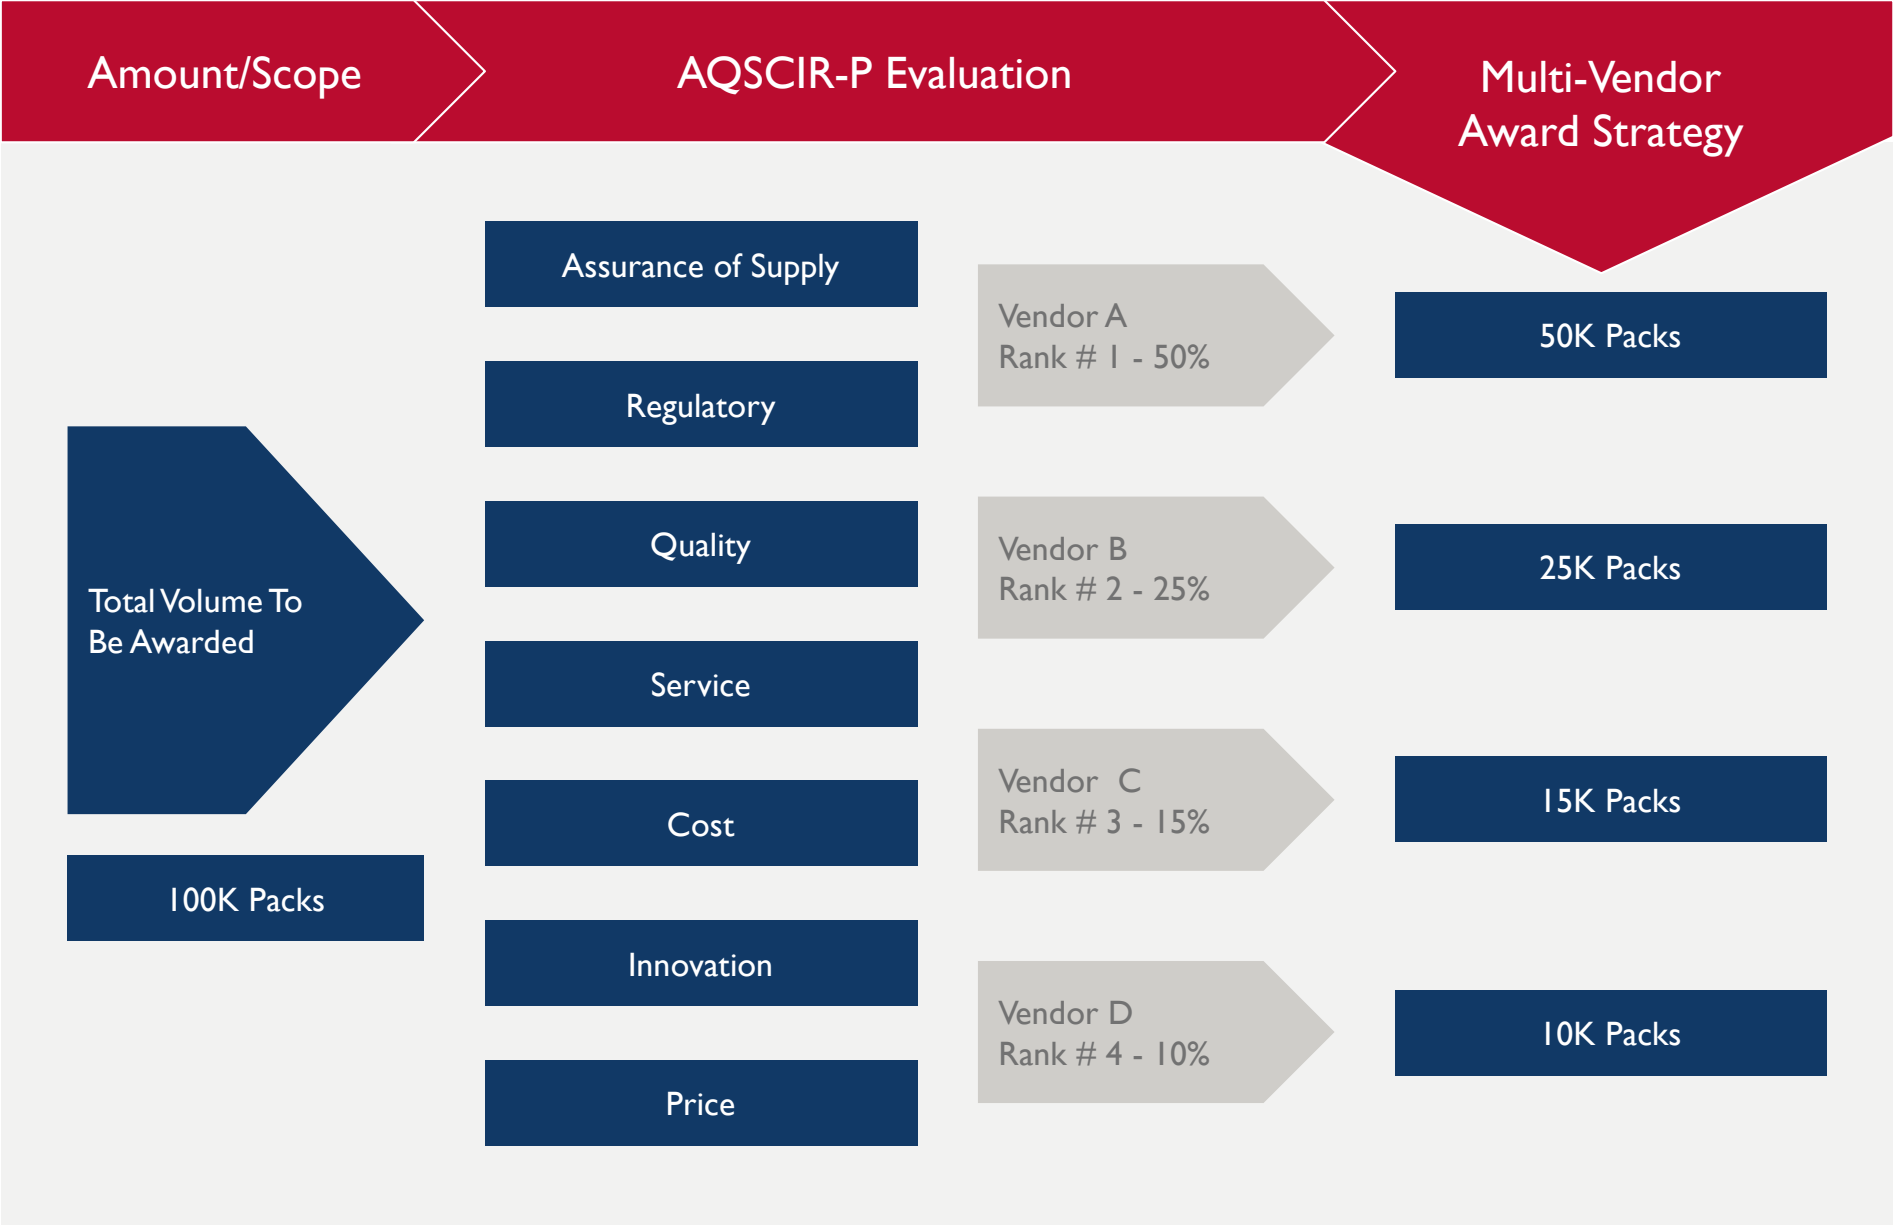 Amount/Scope
AQSCIR-P Evaluation
Multi-Vendor
Award Strategy
Total Volume To
Be Awarded
100K Packs
Assurance of Supply
Regulatory
Quality
Service
Cost
Innovation
Price
Vendor A
Rank # 1 - 50%
Vendor B
Rank # 2 - 25%
Vendor C
Rank # 3 - 15%
Vendor D
Rank # 4 - 10%
50K Packs
25K Packs
15K Packs
10K Packs